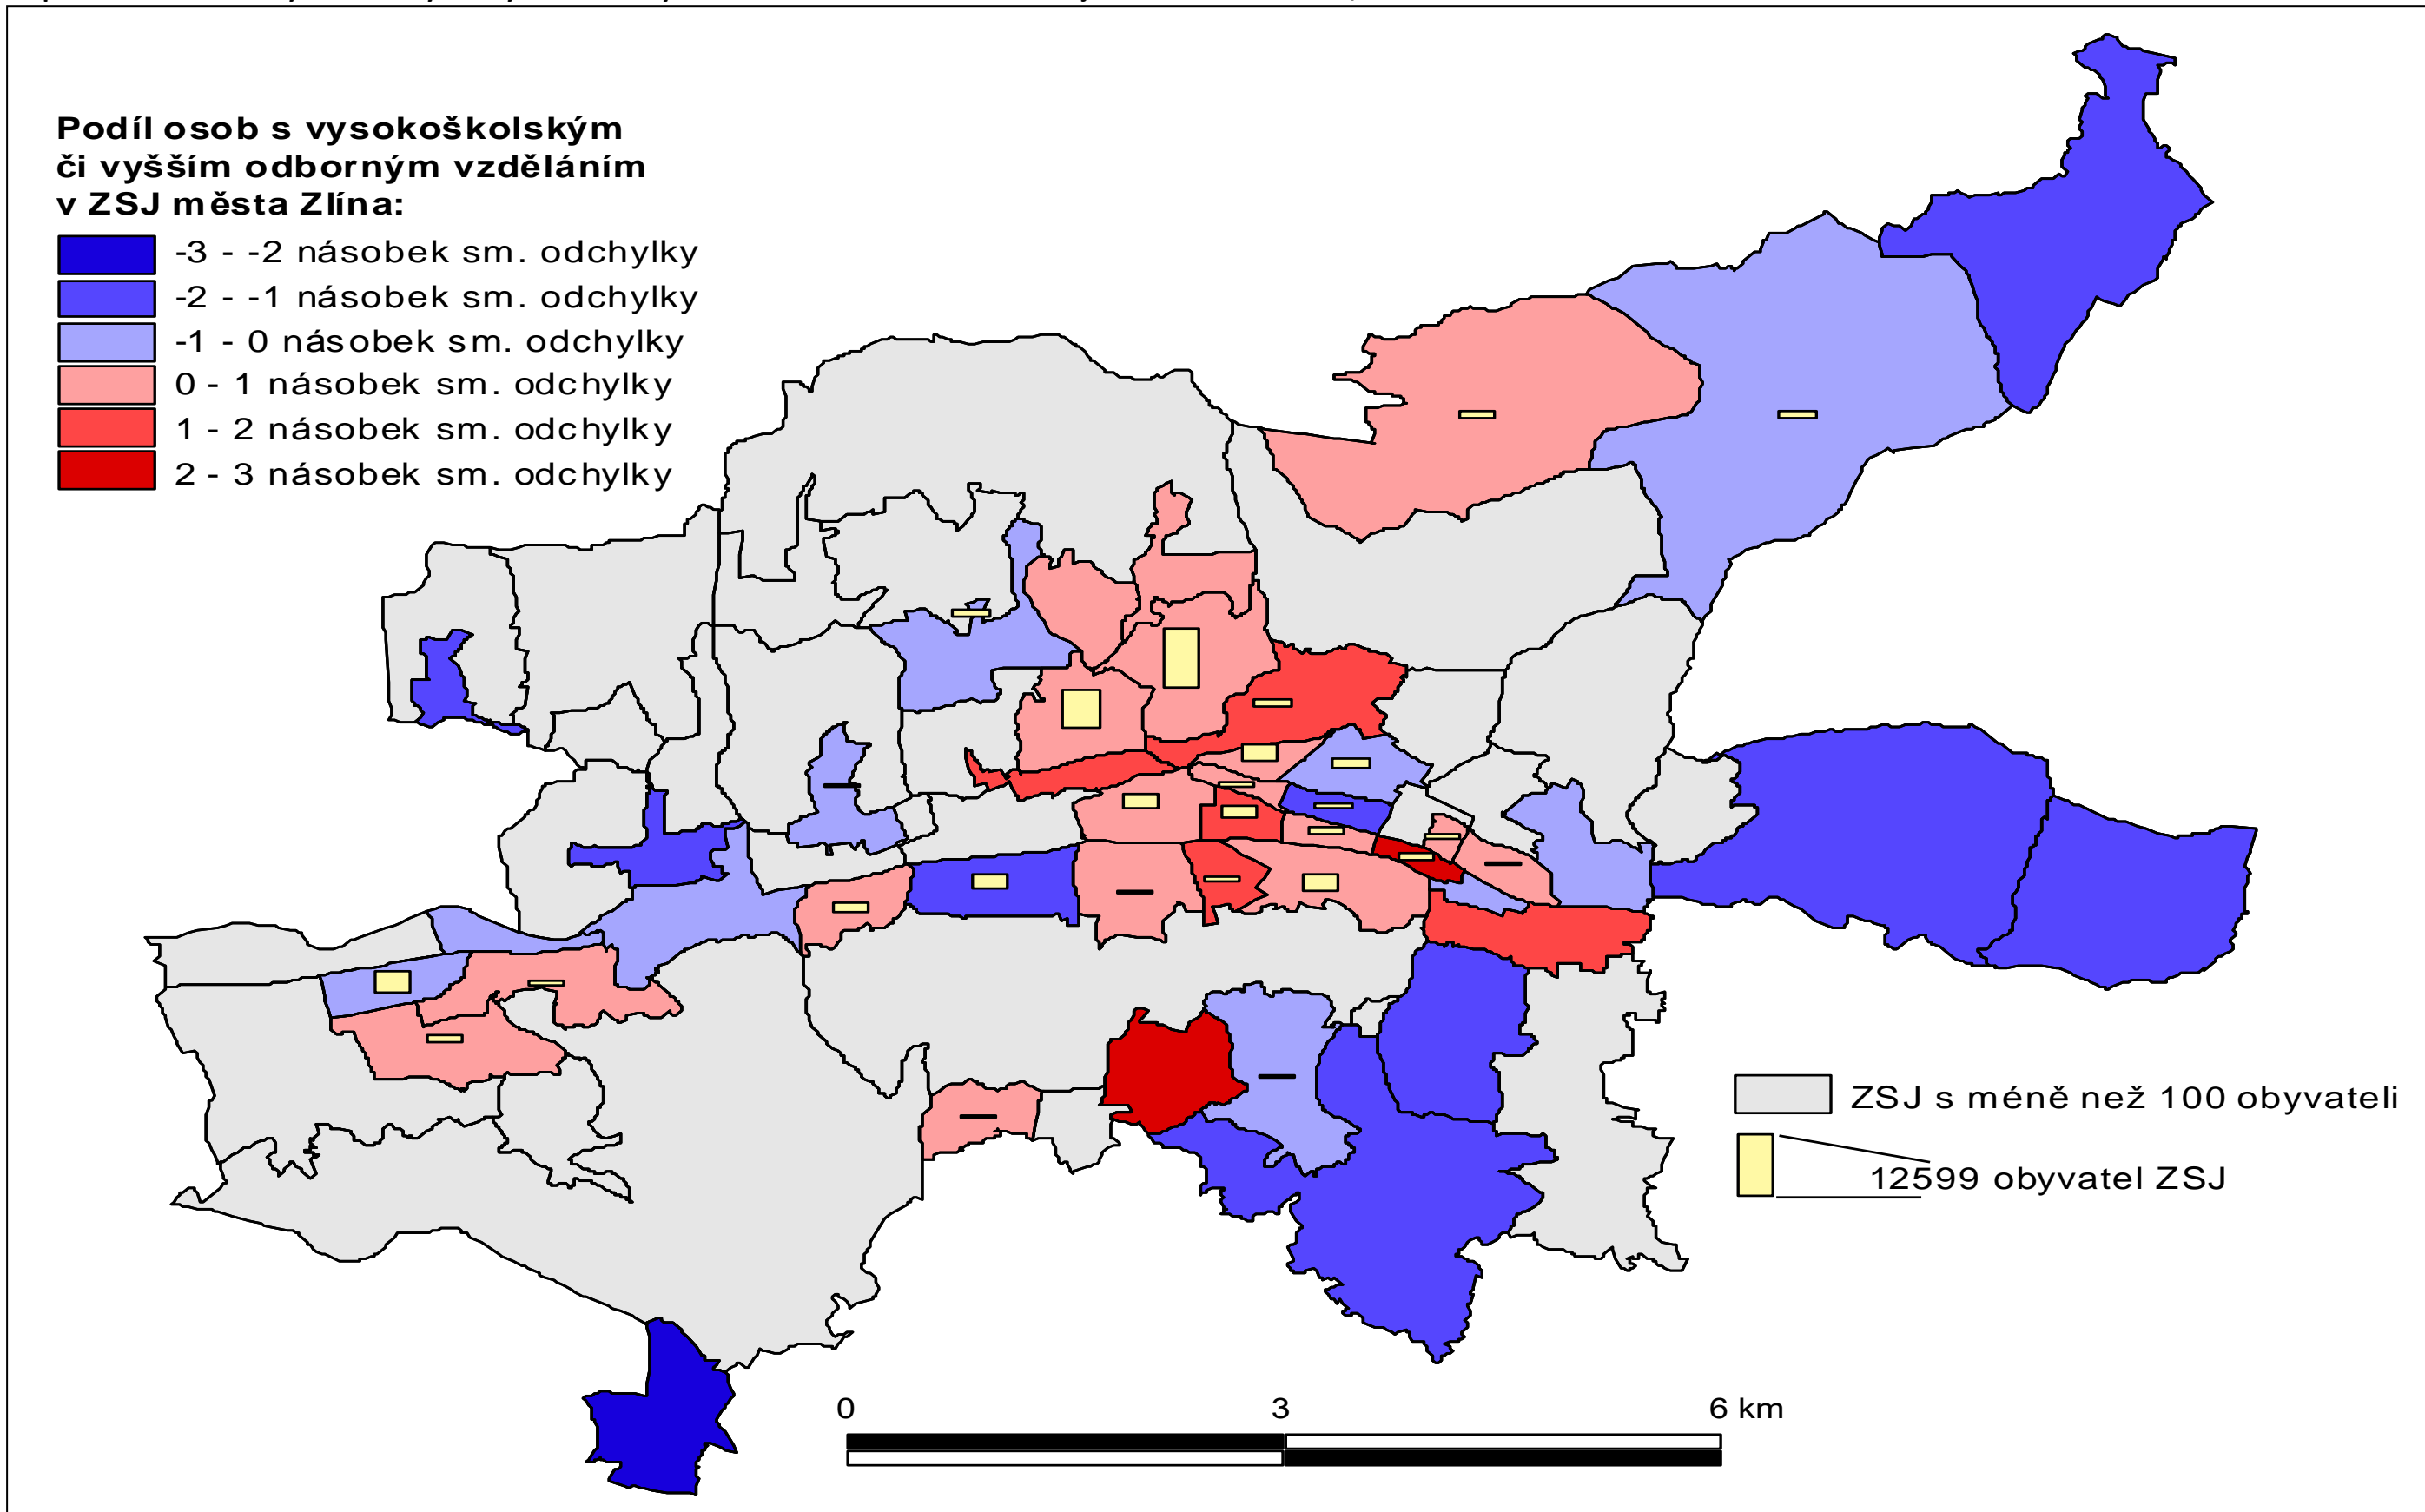 Podíl osob s vysokoškolským
či vyšším odborným vzděláním
v ZSJ města Zlína:
-3 - -2 násobek sm. odchylky
-2 - -1 násobek sm. odchylky
-1 - 0 násobek sm. odchylky
0 - 1 násobek sm. odchylky
1 - 2 násobek sm. odchylky
2 - 3 násobek sm. odchylky
ZSJ s méně než 100 obyvateli
12599 obyvatel ZSJ
0 3 6 km